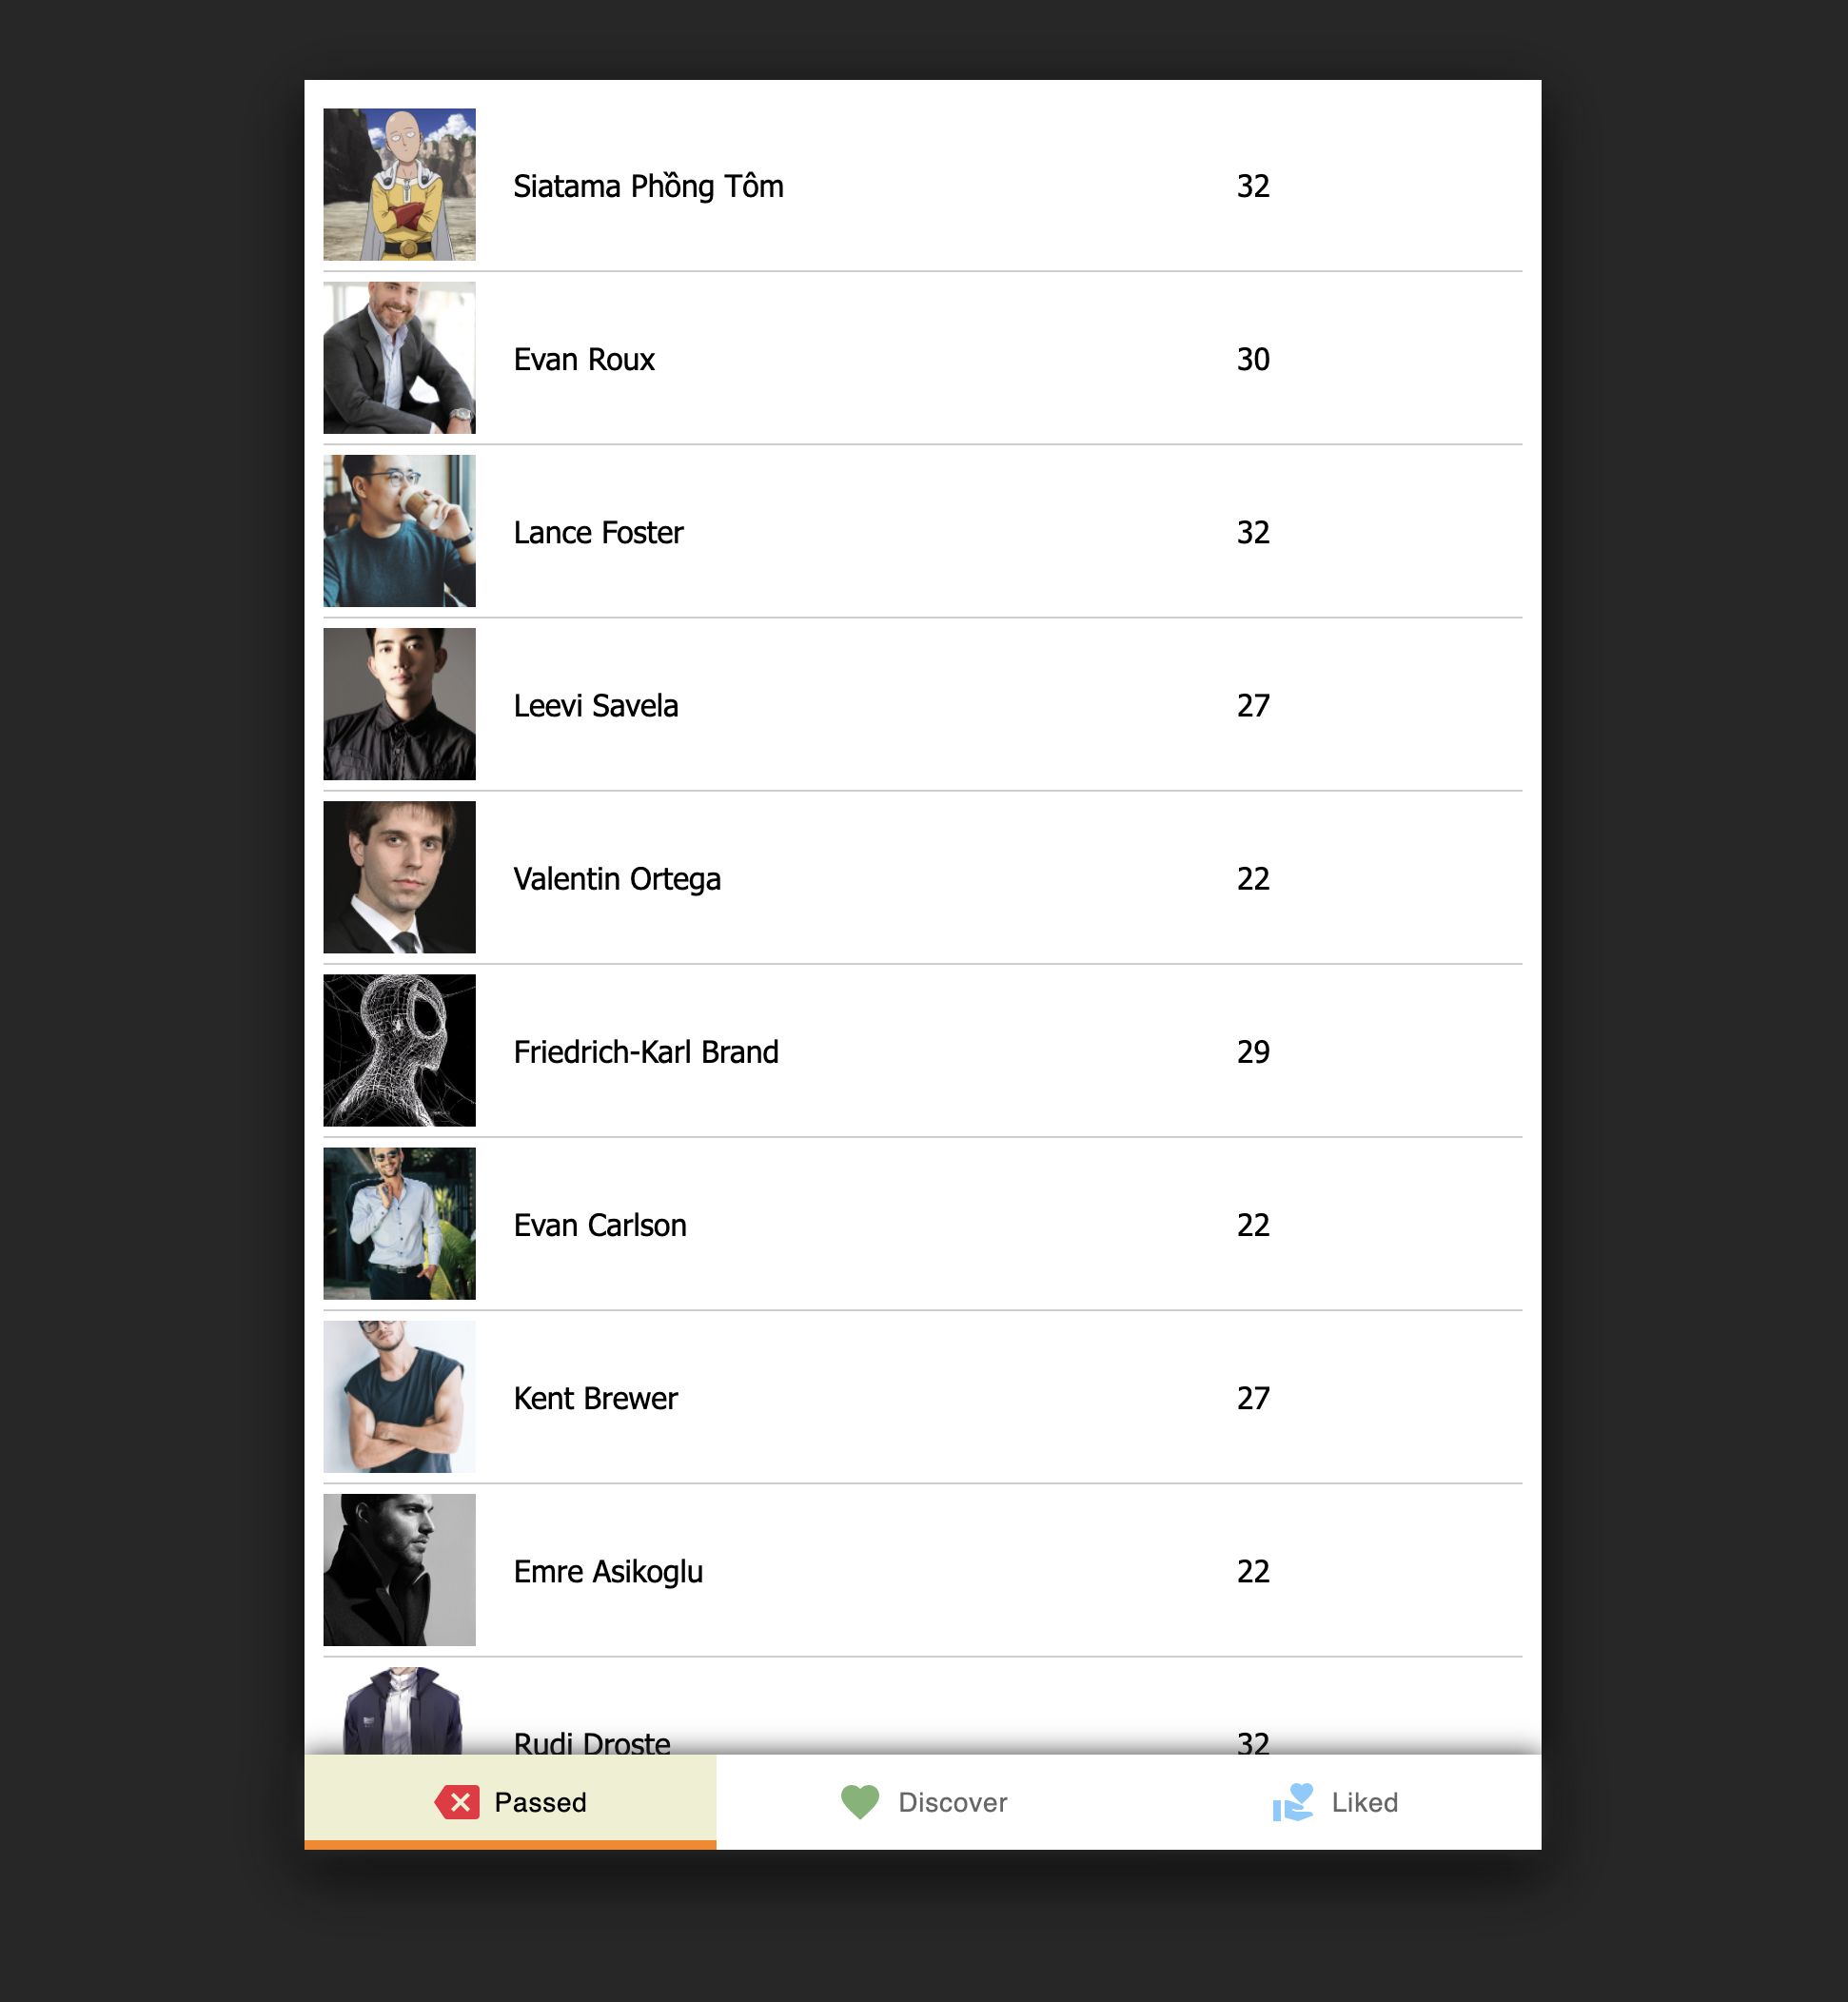 Siatama Phồng Tôm 32
Evan Roux 30
Lance Foster 32
Leevi Savela 27
Valentin Ortega 22
Friedrich-Karl Brand 29
Evan Carlson 22
Kent Brewer 27
Emre Asikoglu 22
Rudi Droste 32
Passed Discover Liked